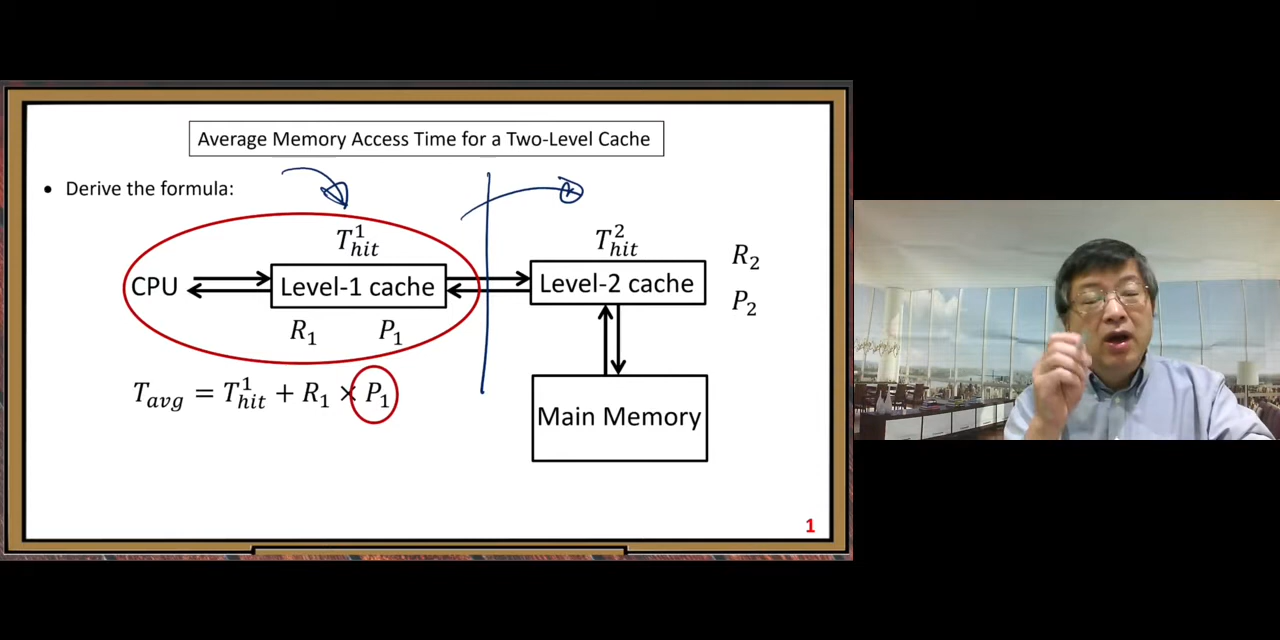 Average Memory Access Time for a Two-Level Cache
• Derive the formula:
T¹hit
T²hit
R₂
CPU
Level-1 cache
Level-2 cache
P₂
R₁ P₁
Tavg = T¹hit + R₁ × P₁
Main Memory
1